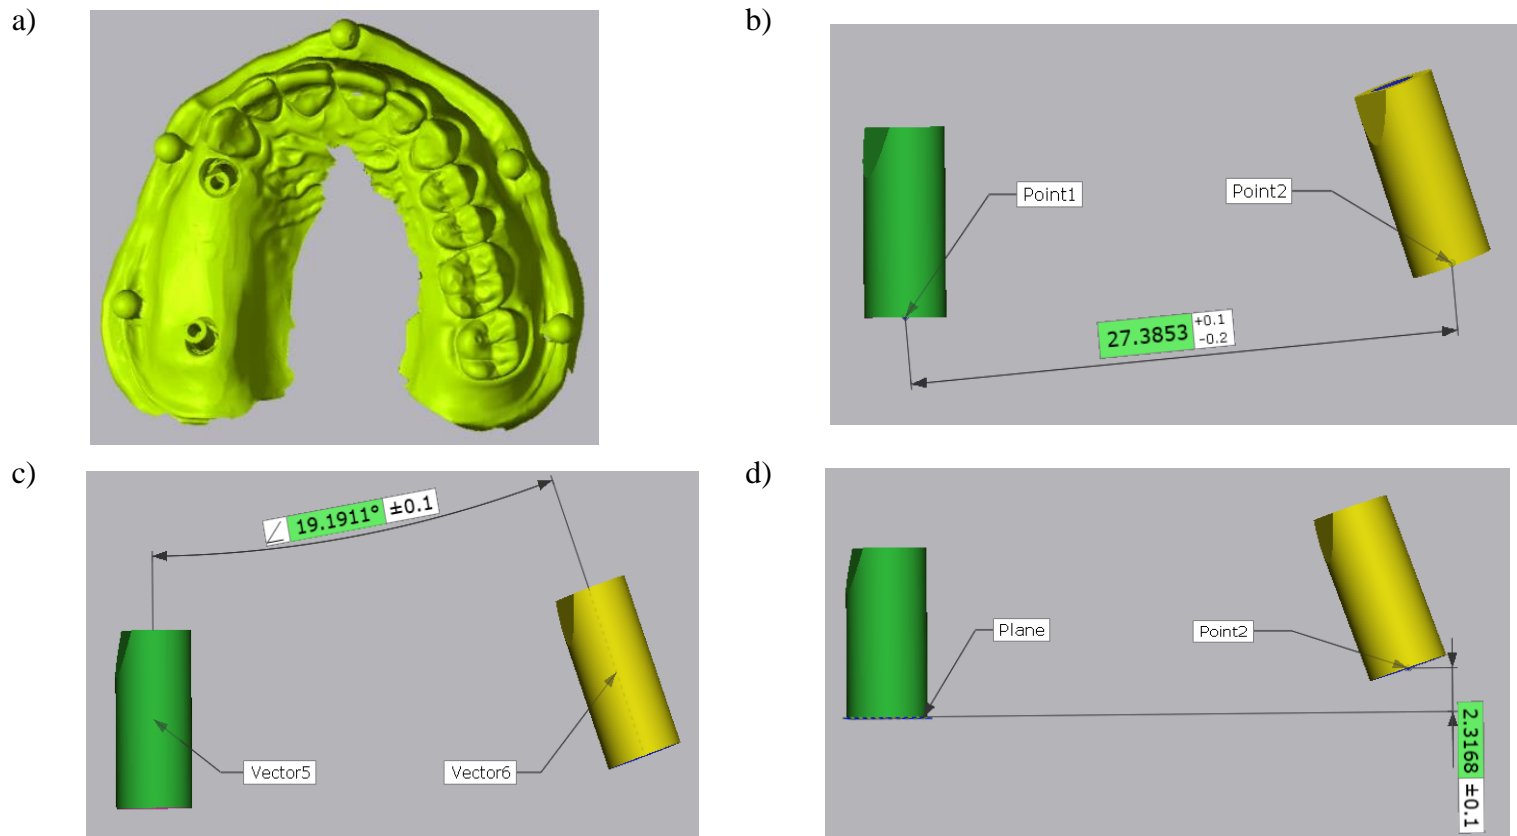 a)
b)
Point1
Point2
27.3853 +0.1 -0.2
c)
∠ 19.1911° ±0.1
Vector5
Vector6
d)
Plane
Point2
2.3168 ±0.1